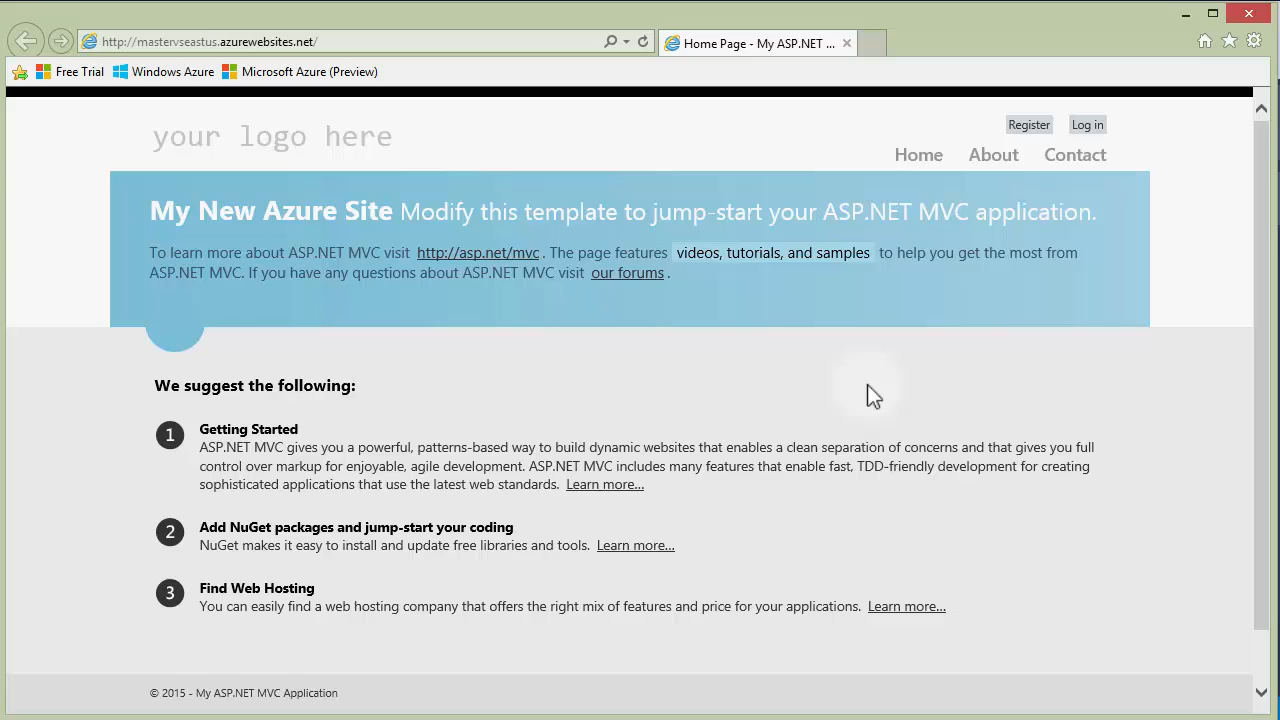 http://mastervseastus.azurewebsites.net/
Home Page - My ASP.NET ...
Free Trial
Windows Azure
Microsoft Azure (Preview)
your logo here
Register
Log in
Home
About
Contact
My New Azure Site Modify this template to jump-start your ASP.NET MVC application.
To learn more about ASP.NET MVC visit http://asp.net/mvc. The page features videos, tutorials, and samples to help you get the most from
ASP.NET MVC. If you have any questions about ASP.NET MVC visit our forums.
We suggest the following:
1 Getting Started
ASP.NET MVC gives you a powerful, patterns-based way to build dynamic websites that enables a clean separation of concerns and that gives you full
control over markup for enjoyable, agile development. ASP.NET MVC includes many features that enable fast, TDD-friendly development for creating
sophisticated applications that use the latest web standards. Learn more...
2 Add NuGet packages and jump-start your coding
NuGet makes it easy to install and update free libraries and tools. Learn more...
3 Find Web Hosting
You can easily find a web hosting company that offers the right mix of features and price for your applications. Learn more...
© 2015 - My ASP.NET MVC Application